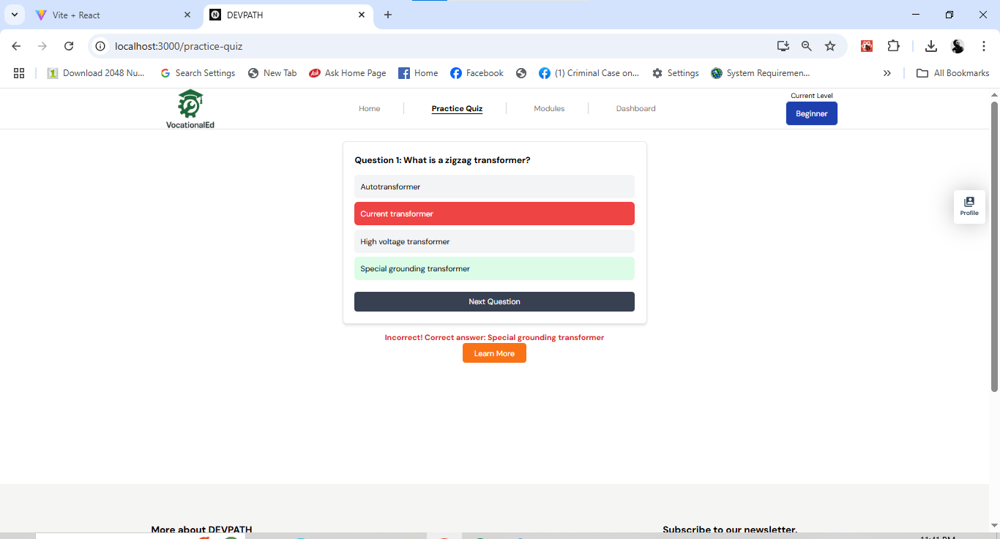 Vite + React
DEVPATH
localhost:3000/practice-quiz
Download 2048 Nu...
Search Settings
New Tab
Ask Home Page
Home
Facebook
(1) Criminal Case on...
Settings
System Requiremen...
All Bookmarks
VocationalEd
Home
Practice Quiz
Modules
Dashboard
Current Level
Beginner
Question 1: What is a zigzag transformer?
Autotransformer
Current transformer
High voltage transformer
Special grounding transformer
Next Question
Incorrect! Correct answer: Special grounding transformer
Learn More
Profile
More about DEVPATH
Subscribe to our newsletter.
11:41 PM